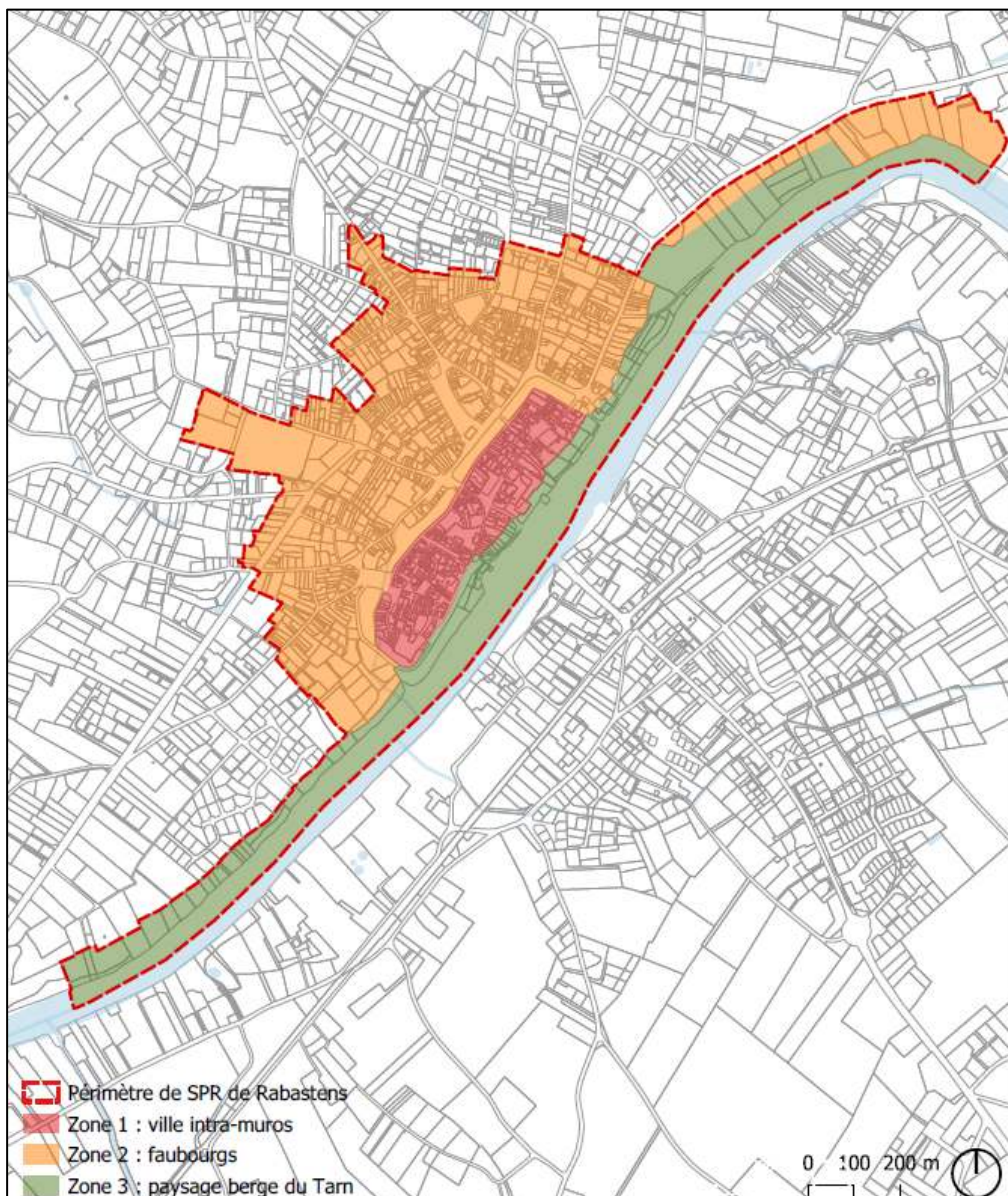 Périmètre de SPR de Rabastens
Zone 1 : ville intra-muros
Zone 2 : faubourgs
Zone 3 : paysage berge du Tarn
0 100 200 m